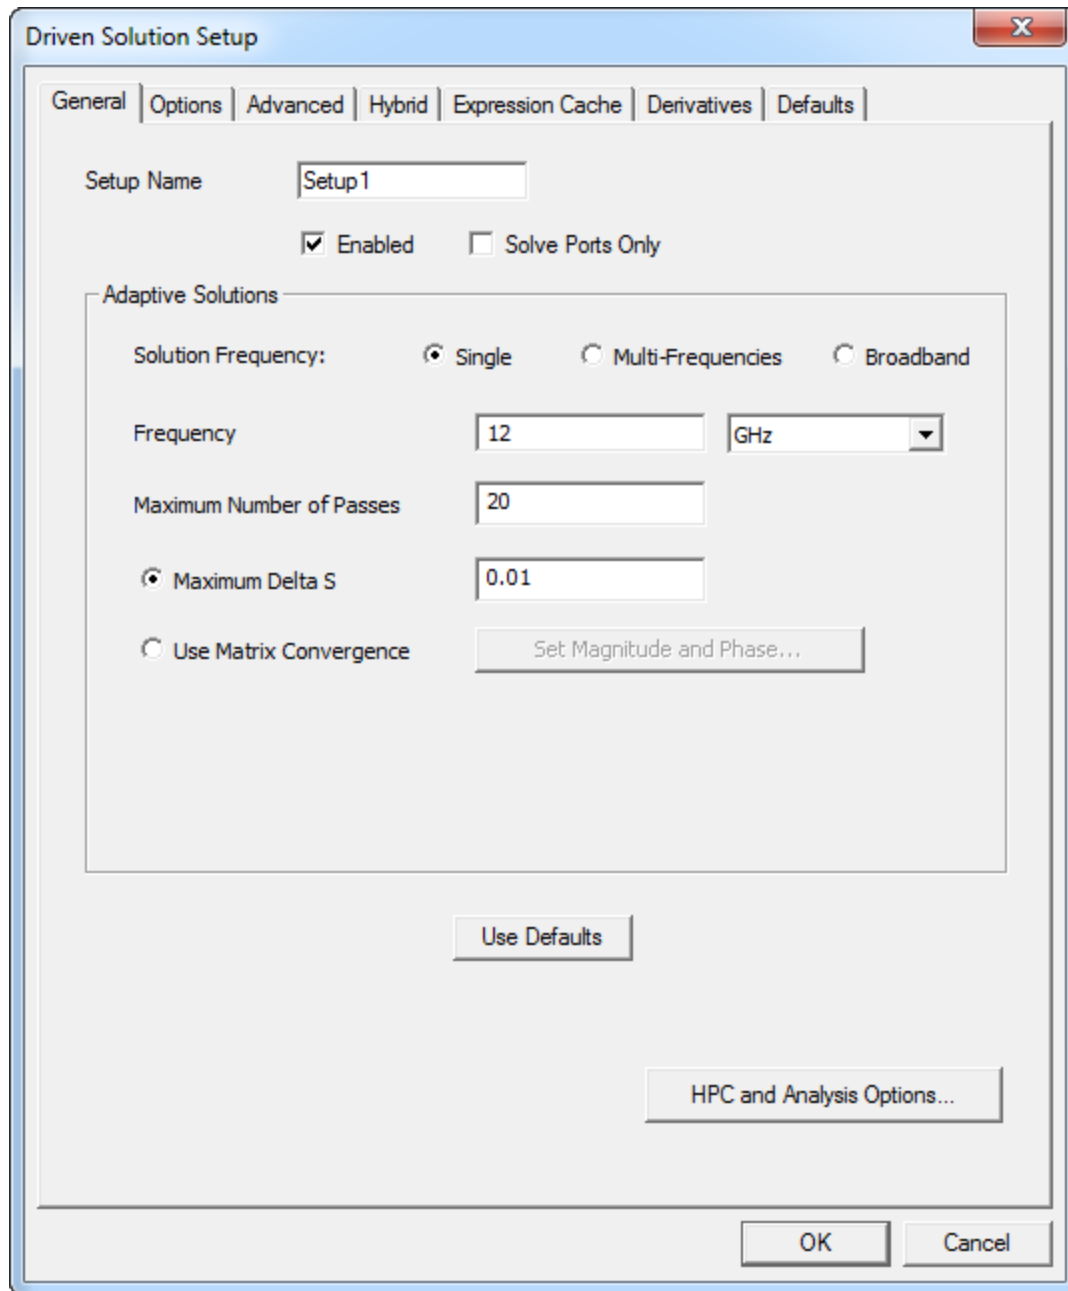 Driven Solution Setup
General Options Advanced Hybrid Expression Cache Derivatives Defaults
Setup Name Setup1
Enabled Solve Ports Only
Adaptive Solutions
Solution Frequency: Single Multi-Frequencies Broadband
Frequency 12 GHz
Maximum Number of Passes 20
Maximum Delta S 0.01
Use Matrix Convergence Set Magnitude and Phase...
Use Defaults
HPC and Analysis Options...
OK Cancel